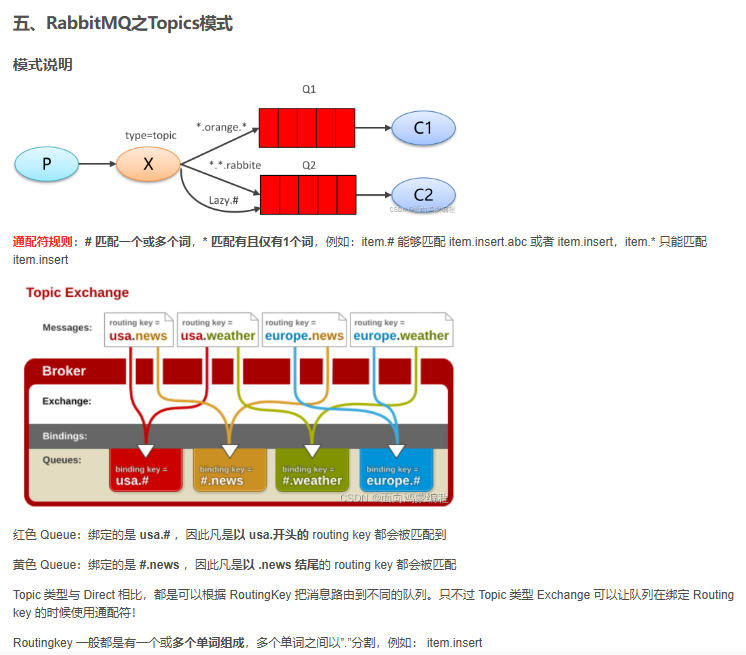 五、RabbitMQ之Topics模式
模式说明
Q1
type=topic
*.orange.*
C1
P
X
*.*.rabbite
Q2
Lazy.#
C2
通配符规则：# 匹配一个或多个词，* 匹配有且仅有1个词，例如：item.# 能够匹配 item.insert.abc 或者 item.insert，item.* 只能匹配
item.insert
Topic Exchange
Messages:
routing key =
usa.news
routing key =
usa.weather
routing key =
europe.news
routing key =
europe.weather
Broker
Exchange:
Bindings:
Queues:
binding key =
usa.#
binding key =
#.news
binding key =
#.weather
binding key =
europe.#
红色 Queue：绑定的是 usa.# ，因此凡是以 usa.开头的 routing key 都会被匹配到
黄色 Queue：绑定的是 #.news ，因此凡是以 .news 结尾的 routing key 都会被匹配
Topic 类型与 Direct 相比，都是可以根据 RoutingKey 把消息路由到不同的队列。只不过 Topic 类型 Exchange 可以让队列在绑定 Routing
key 的时候使用通配符！
Routingkey 一般都是有一个或多个单词组成，多个单词之间以”.”分割，例如： item.insert